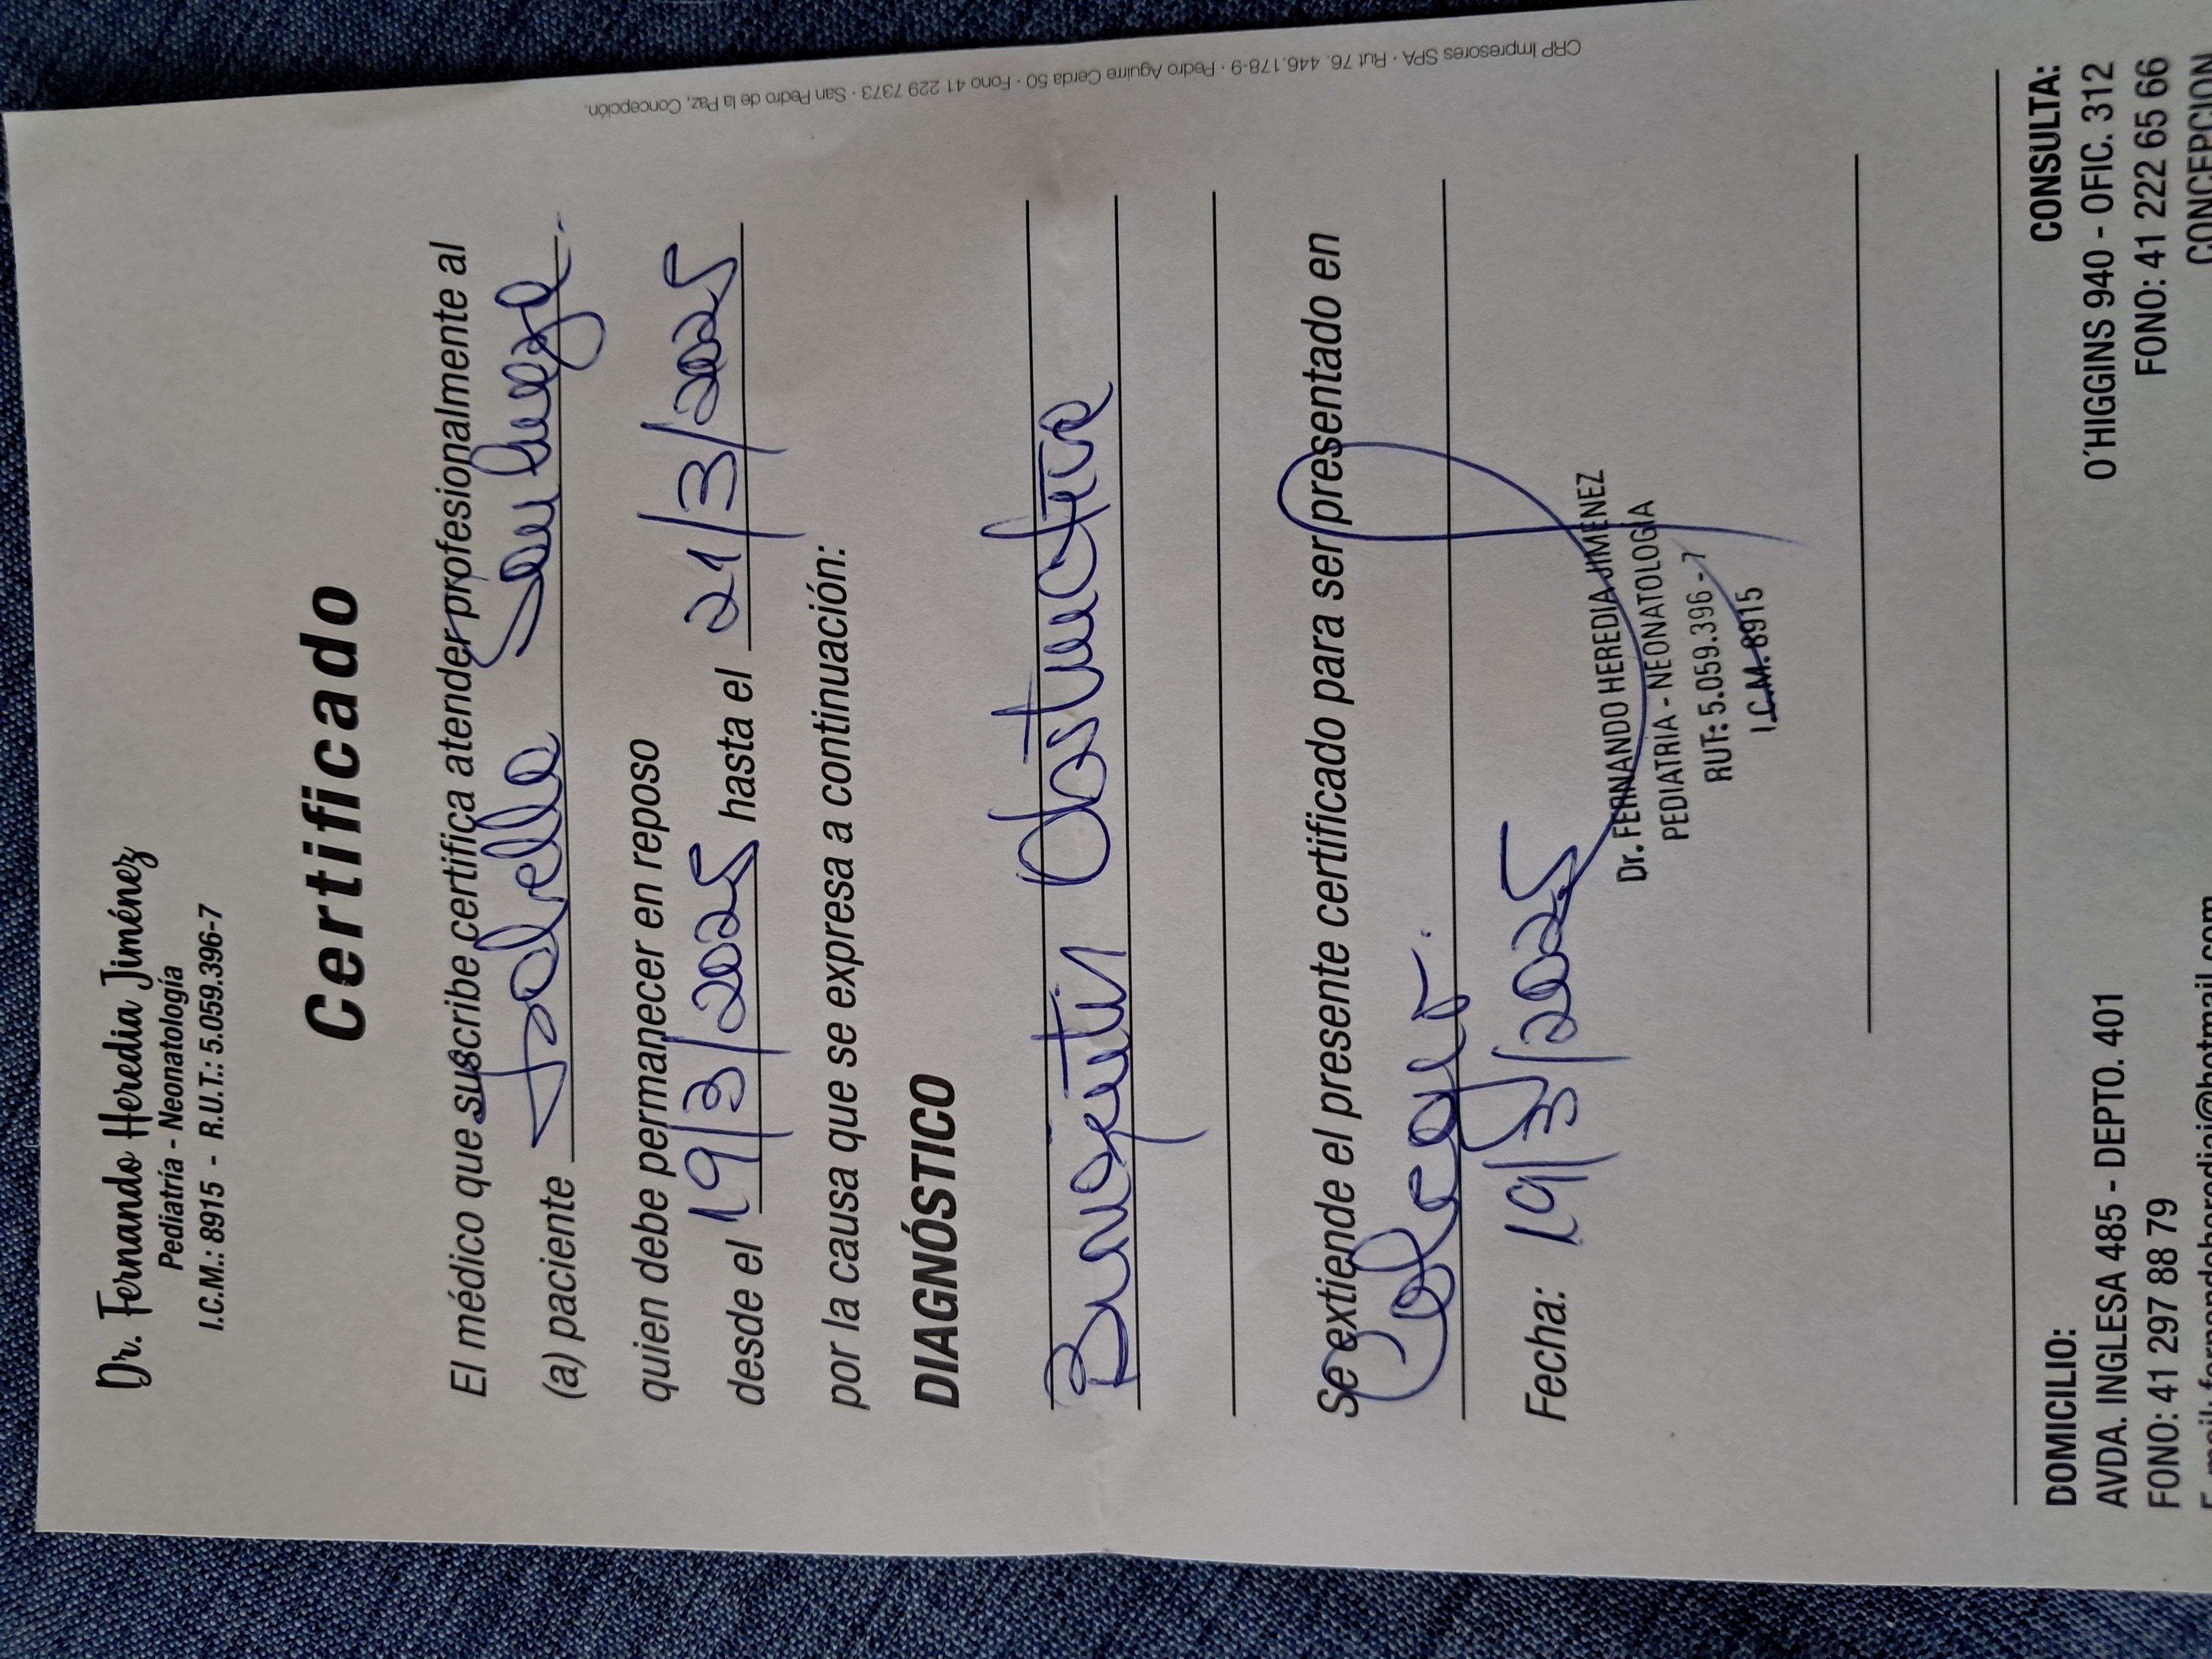 Dr. Fernando Heredia Jiménez
Pediatría - Neonatología
I.C.M.: 8915 - R.U.T.: 5.059.396-7
Certificado
El médico que suscribe certifica atender profesionalmente al
(a) paciente Isabella Sanhueza
quien debe permanecer en reposo
desde el 19/3/2025 hasta el 21/3/2025
por la causa que se expresa a continuación:
DIAGNÓSTICO
Bronquitis Obstructiva
Se extiende el presente certificado para ser presentado en
Colegio.
Fecha: 19/3/2025
Dr. FERNANDO HEREDIA JIMENEZ
PEDIATRIA - NEONATOLOGIA
RUT: 5.059.396 - 7
I.C.M. 8915
DOMICILIO:
AVDA. INGLESA 485 - DEPTO. 401
FONO: 41 297 88 79
E-mail: fernandoherediaj@hotmail.com
CONSULTA:
O´HIGGINS 940 - OFIC. 312
FONO: 41 222 65 66
CONCEPCION
CRP Impresores SPA · Rut 76. 446.178-9 · Pedro Aguirre Cerda 50 · Fono 41 229 7373 · San Pedro de la Paz, Concepción.